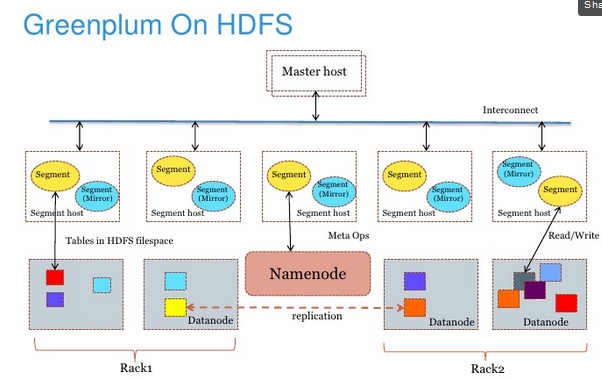 Sha
Greenplum On HDFS
Master host
Interconnect
Segment
Segment
(Mirror)
Segment host
Segment
Segment
(Mirror)
Segment host
Segment
Segment
(Mirror)
Segment host
Segment
Segment
(Mirror)
Segment host
Segment
(Mirror)
Segment
Segment host
Tables in HDFS filespace
Meta Ops
Read/Write
Namenode
Datanode
replication
Datanode
Datanode
Rack1
Rack2